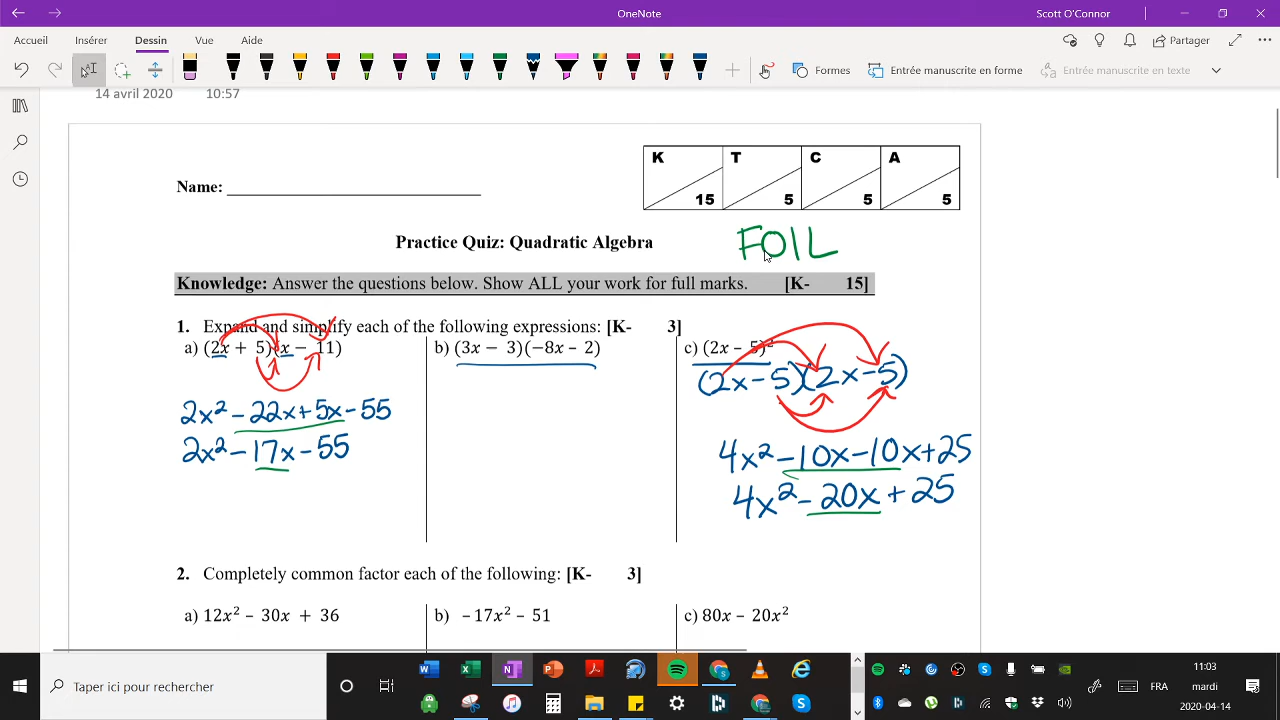 OneNote
Scott O'Connor
Accueil Insérer Dessin Vue Aide
Partager
Formes Entrée manuscrite en forme Entrée manuscrite en texte
14 avril 2020 10:57
K T C A
15 5 5 5
Name:
Practice Quiz: Quadratic Algebra
FOIL
Knowledge: Answer the questions below. Show ALL your work for full marks. [K- 15]
1. Expand and simplify each of the following expressions: [K- 3]
a) (2x + 5)(x − 11) b) (3x − 3)(−8x − 2) c) (2x − 5)²
(2x-5)(2x-5)
2x² - 22x + 5x - 55
2x² - 17x - 55
4x² - 10x - 10x + 25
4x² - 20x + 25
2. Completely common factor each of the following: [K- 3]
a) 12x² − 30x + 36 b) −17x² − 51 c) 80x − 20x²
Taper ici pour rechercher
FRA
11:03
mardi
2020-04-14